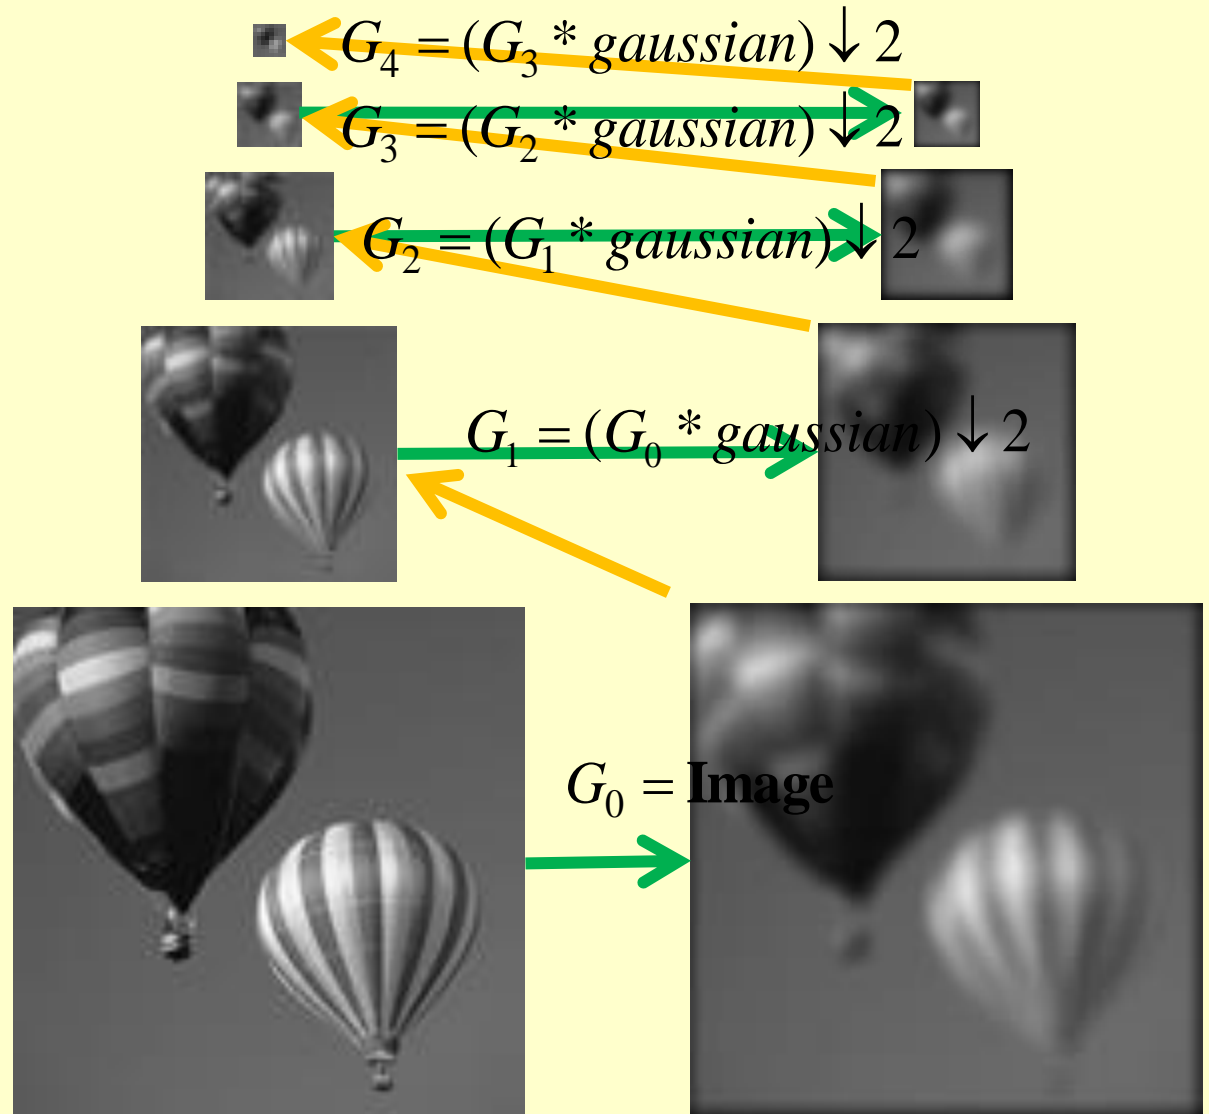 G₄ = (G₃ * gaussian) ↓ 2
G₃ = (G₂ * gaussian) ↓ 2
G₂ = (G₁ * gaussian) ↓ 2
G₁ = (G₀ * gaussian) ↓ 2
G₀ = Image